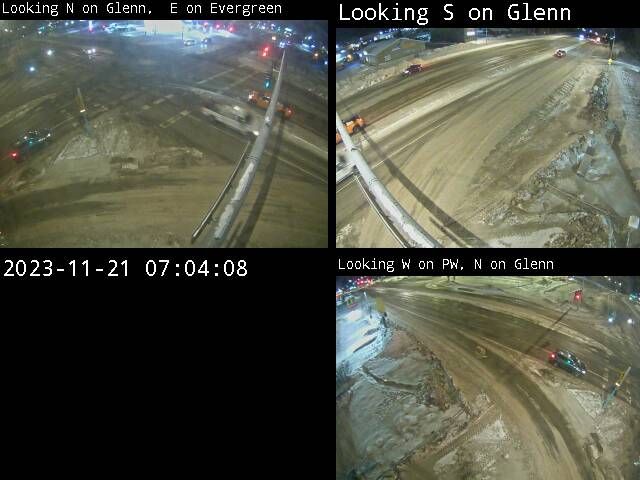 Looking N on Glenn,  E on Evergreen
Looking S on Glenn
2023-11-21 07:04:08
Looking W on PW, N on Glenn